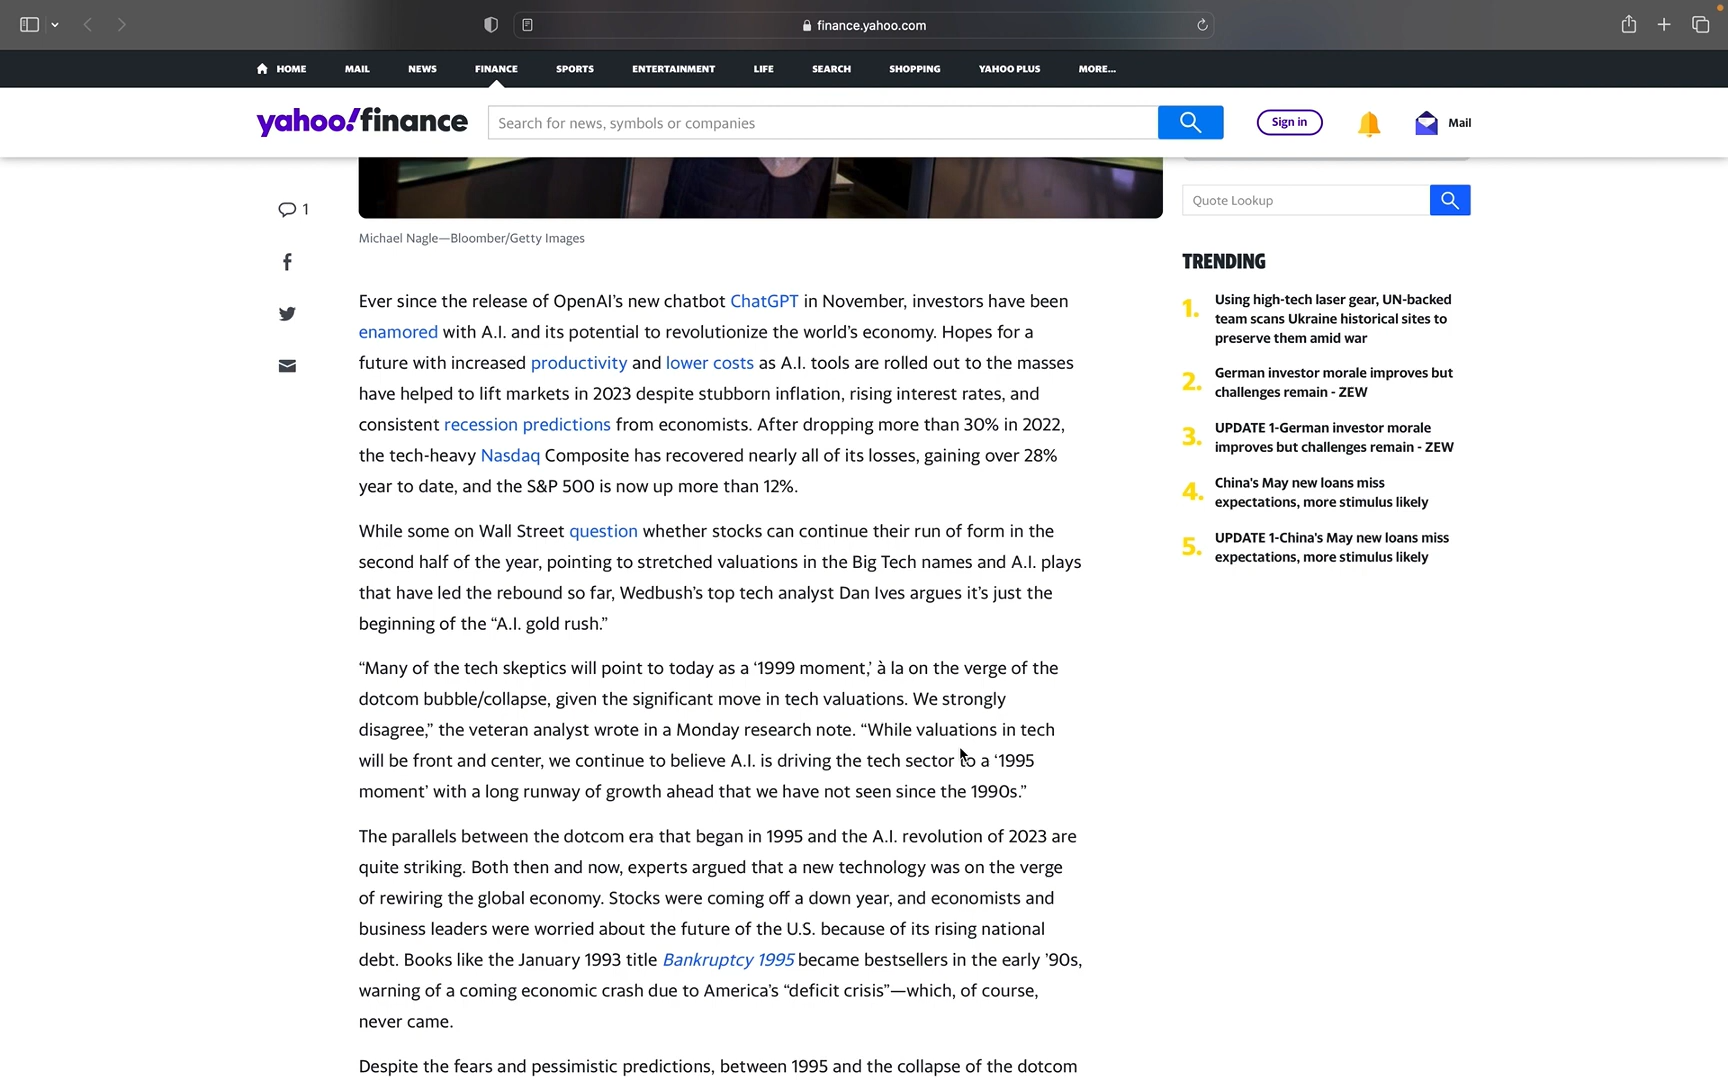 finance.yahoo.com
HOME MAIL NEWS FINANCE SPORTS ENTERTAINMENT LIFE SEARCH SHOPPING YAHOO PLUS MORE...
yahoo!finance
Search for news, symbols or companies
Sign in
Mail
1
Michael Nagle—Bloomber/Getty Images
Ever since the release of OpenAI’s new chatbot ChatGPT in November, investors have been
enamored with A.I. and its potential to revolutionize the world’s economy. Hopes for a
future with increased productivity and lower costs as A.I. tools are rolled out to the masses
have helped to lift markets in 2023 despite stubborn inflation, rising interest rates, and
consistent recession predictions from economists. After dropping more than 30% in 2022,
the tech-heavy Nasdaq Composite has recovered nearly all of its losses, gaining over 28%
year to date, and the S&P 500 is now up more than 12%.
While some on Wall Street question whether stocks can continue their run of form in the
second half of the year, pointing to stretched valuations in the Big Tech names and A.I. plays
that have led the rebound so far, Wedbush’s top tech analyst Dan Ives argues it’s just the
beginning of the “A.I. gold rush.”
“Many of the tech skeptics will point to today as a ‘1999 moment,’ à la on the verge of the
dotcom bubble/collapse, given the significant move in tech valuations. We strongly
disagree,” the veteran analyst wrote in a Monday research note. “While valuations in tech
will be front and center, we continue to believe A.I. is driving the tech sector to a ‘1995
moment’ with a long runway of growth ahead that we have not seen since the 1990s.”
The parallels between the dotcom era that began in 1995 and the A.I. revolution of 2023 are
quite striking. Both then and now, experts argued that a new technology was on the verge
of rewiring the global economy. Stocks were coming off a down year, and economists and
business leaders were worried about the future of the U.S. because of its rising national
debt. Books like the January 1993 title Bankruptcy 1995 became bestsellers in the early ’90s,
warning of a coming economic crash due to America’s “deficit crisis”—which, of course,
never came.
Despite the fears and pessimistic predictions, between 1995 and the collapse of the dotcom
Quote Lookup
TRENDING
1. Using high-tech laser gear, UN-backed
team scans Ukraine historical sites to
preserve them amid war
2. German investor morale improves but
challenges remain - ZEW
3. UPDATE 1-German investor morale
improves but challenges remain - ZEW
4. China's May new loans miss
expectations, more stimulus likely
5. UPDATE 1-China's May new loans miss
expectations, more stimulus likely